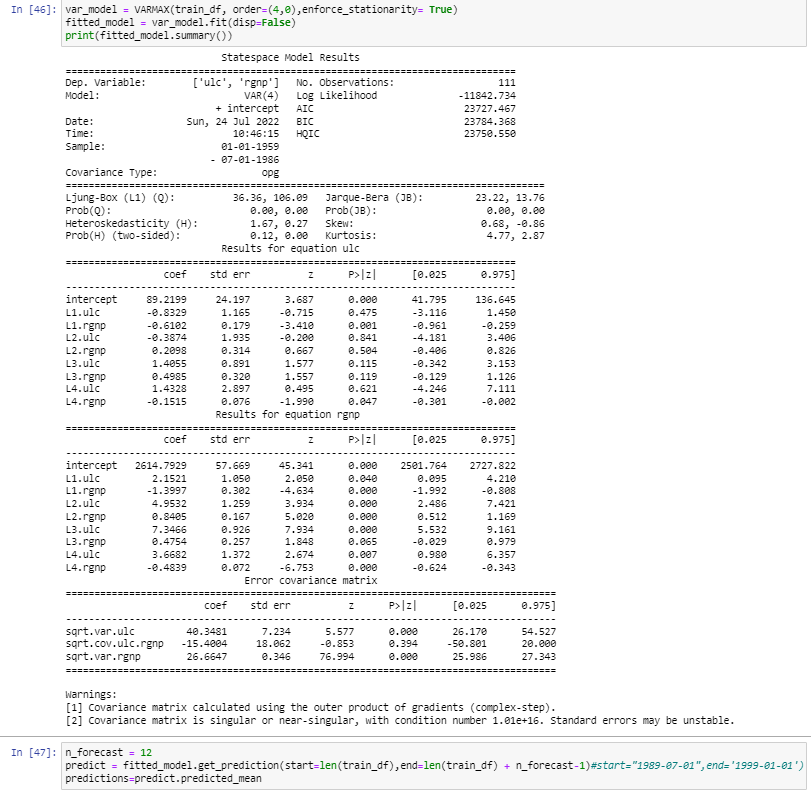 In [46]: var_model = VARMAX(train_df, order=(4,0),enforce_stationarity= True)
fitted_model = var_model.fit(disp=False)
print(fitted_model.summary())
Statespace Model Results
==============================================================================
Dep. Variable: ['ulc', 'rgnp'] No. Observations: 111
Model: VAR(4) Log Likelihood -11842.734
+ intercept AIC 23727.467
Date: Sun, 24 Jul 2022 BIC 23784.368
Time: 10:46:15 HQIC 23750.550
Sample: 01-01-1959
- 07-01-1986
Covariance Type: opg
==============================================================================
Ljung-Box (L1) (Q): 36.36, 106.09 Jarque-Bera (JB): 23.22, 13.76
Prob(Q): 0.00, 0.00 Prob(JB): 0.00, 0.00
Heteroskedasticity (H): 1.67, 0.27 Skew: 0.68, -0.86
Prob(H) (two-sided): 0.12, 0.00 Kurtosis: 4.77, 2.87
Results for equation ulc
==============================================================================
coef std err z P>|z| [0.025 0.975]
------------------------------------------------------------------------------
intercept 89.2199 24.197 3.687 0.000 41.795 136.645
L1.ulc -0.8329 1.165 -0.715 0.475 -3.116 1.450
L1.rgnp -0.6102 0.179 -3.410 0.001 -0.961 -0.259
L2.ulc -0.3874 1.935 -0.200 0.841 -4.181 3.406
L2.rgnp 0.2098 0.314 0.667 0.504 -0.406 0.826
L3.ulc 1.4055 0.891 1.577 0.115 -0.342 3.153
L3.rgnp 0.4985 0.320 1.557 0.119 -0.129 1.126
L4.ulc 1.4328 2.897 0.495 0.621 -4.246 7.111
L4.rgnp -0.1515 0.076 -1.990 0.047 -0.301 -0.002
Results for equation rgnp
==============================================================================
coef std err z P>|z| [0.025 0.975]
------------------------------------------------------------------------------
intercept 2614.7929 57.669 45.341 0.000 2501.764 2727.822
L1.ulc 2.1521 1.050 2.050 0.040 0.095 4.210
L1.rgnp -1.3997 0.302 -4.634 0.000 -1.992 -0.808
L2.ulc 4.9532 1.259 3.934 0.000 2.486 7.421
L2.rgnp 0.8405 0.167 5.020 0.000 0.512 1.169
L3.ulc 7.3466 0.926 7.934 0.000 5.532 9.161
L3.rgnp 0.4754 0.257 1.848 0.065 -0.029 0.979
L4.ulc 3.6682 1.372 2.674 0.007 0.980 6.357
L4.rgnp -0.4839 0.072 -6.753 0.000 -0.624 -0.343
Error covariance matrix
==============================================================================
coef std err z P>|z| [0.025 0.975]
------------------------------------------------------------------------------
sqrt.var.ulc 40.3481 7.234 5.577 0.000 26.170 54.527
sqrt.cov.ulc.rgnp -15.4004 18.062 -0.853 0.394 -50.801 20.000
sqrt.var.rgnp 26.6647 0.346 76.994 0.000 25.986 27.343
==============================================================================
Warnings:
[1] Covariance matrix calculated using the outer product of gradients (complex-step).
[2] Covariance matrix is singular or near-singular, with condition number 1.01e+16. Standard errors may be unstable.
In [47]: n_forecast = 12
predict = fitted_model.get_prediction(start=len(train_df),end=len(train_df) + n_forecast-1)#start="1989-07-01",end='1999-01-01')
predictions=predict.predicted_mean